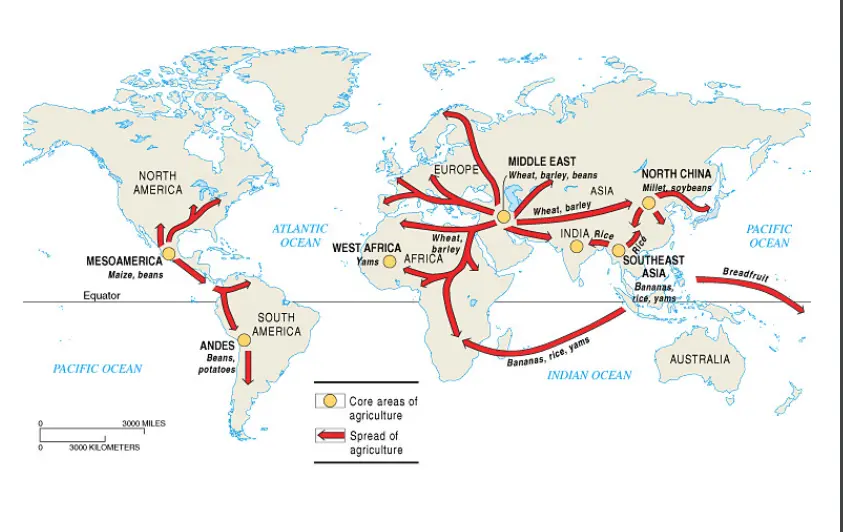 NORTH
AMERICA
EUROPE
MIDDLE EAST
Wheat, barley, beans
ASIA
NORTH CHINA
Millet, soybeans
Wheat, barley
ATLANTIC
OCEAN
PACIFIC
OCEAN
MESOAMERICA
Maize, beans
WEST AFRICA
Yams
AFRICA
Wheat,
barley
INDIA
Rice
Rice
SOUTHEAST
ASIA
Bananas,
rice, yams
Breadfruit
Equator
SOUTH
AMERICA
ANDES
Beans,
potatoes
PACIFIC OCEAN
Bananas, rice, yams
INDIAN OCEAN
AUSTRALIA
Core areas of
agriculture
Spread of
agriculture
0 3000 MILES
0 3000 KILOMETERS